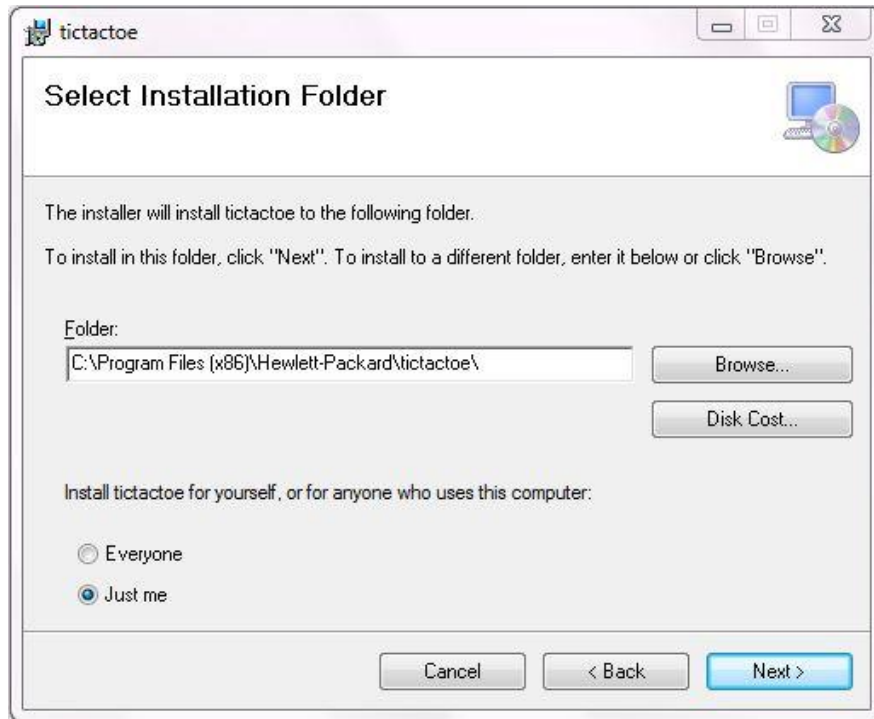 tictactoe
Select Installation Folder
The installer will install tictactoe to the following folder.
To install in this folder, click "Next". To install to a different folder, enter it below or click "Browse".
Folder:
C:\Program Files (x86)\Hewlett-Packard\tictactoe\
Browse...
Disk Cost...
Install tictactoe for yourself, or for anyone who uses this computer:
Everyone
Just me
Cancel
< Back
Next >